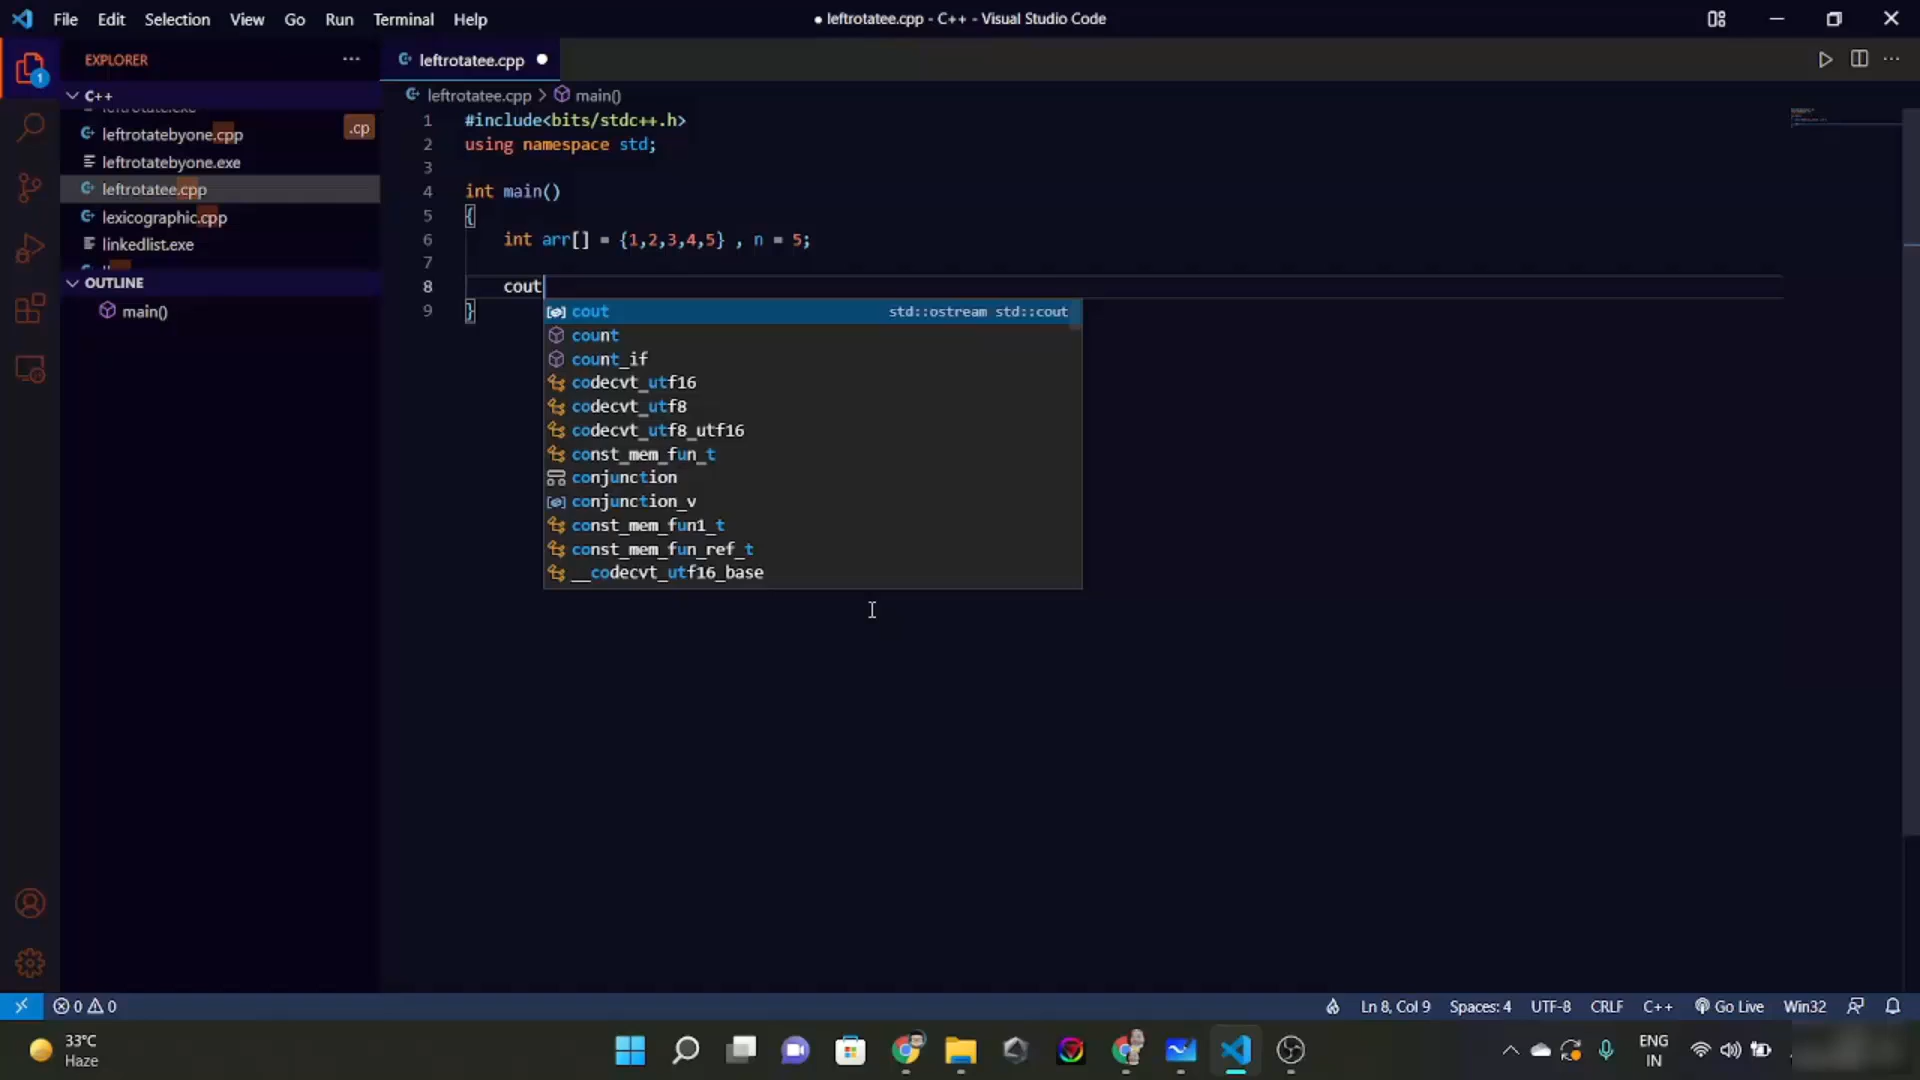 File Edit Selection View Go Run Terminal Help
● leftrotatee.cpp - C++ - Visual Studio Code
EXPLORER
C++
leftrotate.exe
leftrotatebyone.cpp
.cp
leftrotatebyone.exe
leftrotatee.cpp
lexicographic.cpp
linkedlist.exe
OUTLINE
main()
leftrotatee.cpp
leftrotatee.cpp > main()
1 #include<bits/stdc++.h>
2 using namespace std;
3
4 int main()
5 {
6 int arr[] = {1,2,3,4,5} , n = 5;
7
8 cout
9 }
cout std::ostream std::cout
count
count_if
codecvt_utf16
codecvt_utf8
codecvt_utf8_utf16
const_mem_fun_t
conjunction
conjunction_v
const_mem_fun1_t
const_mem_fun_ref_t
__codecvt_utf16_base
1
0 0
Ln 8, Col 9 Spaces: 4 UTF-8 CRLF C++ Go Live Win32
33°C
Haze
ENG
IN